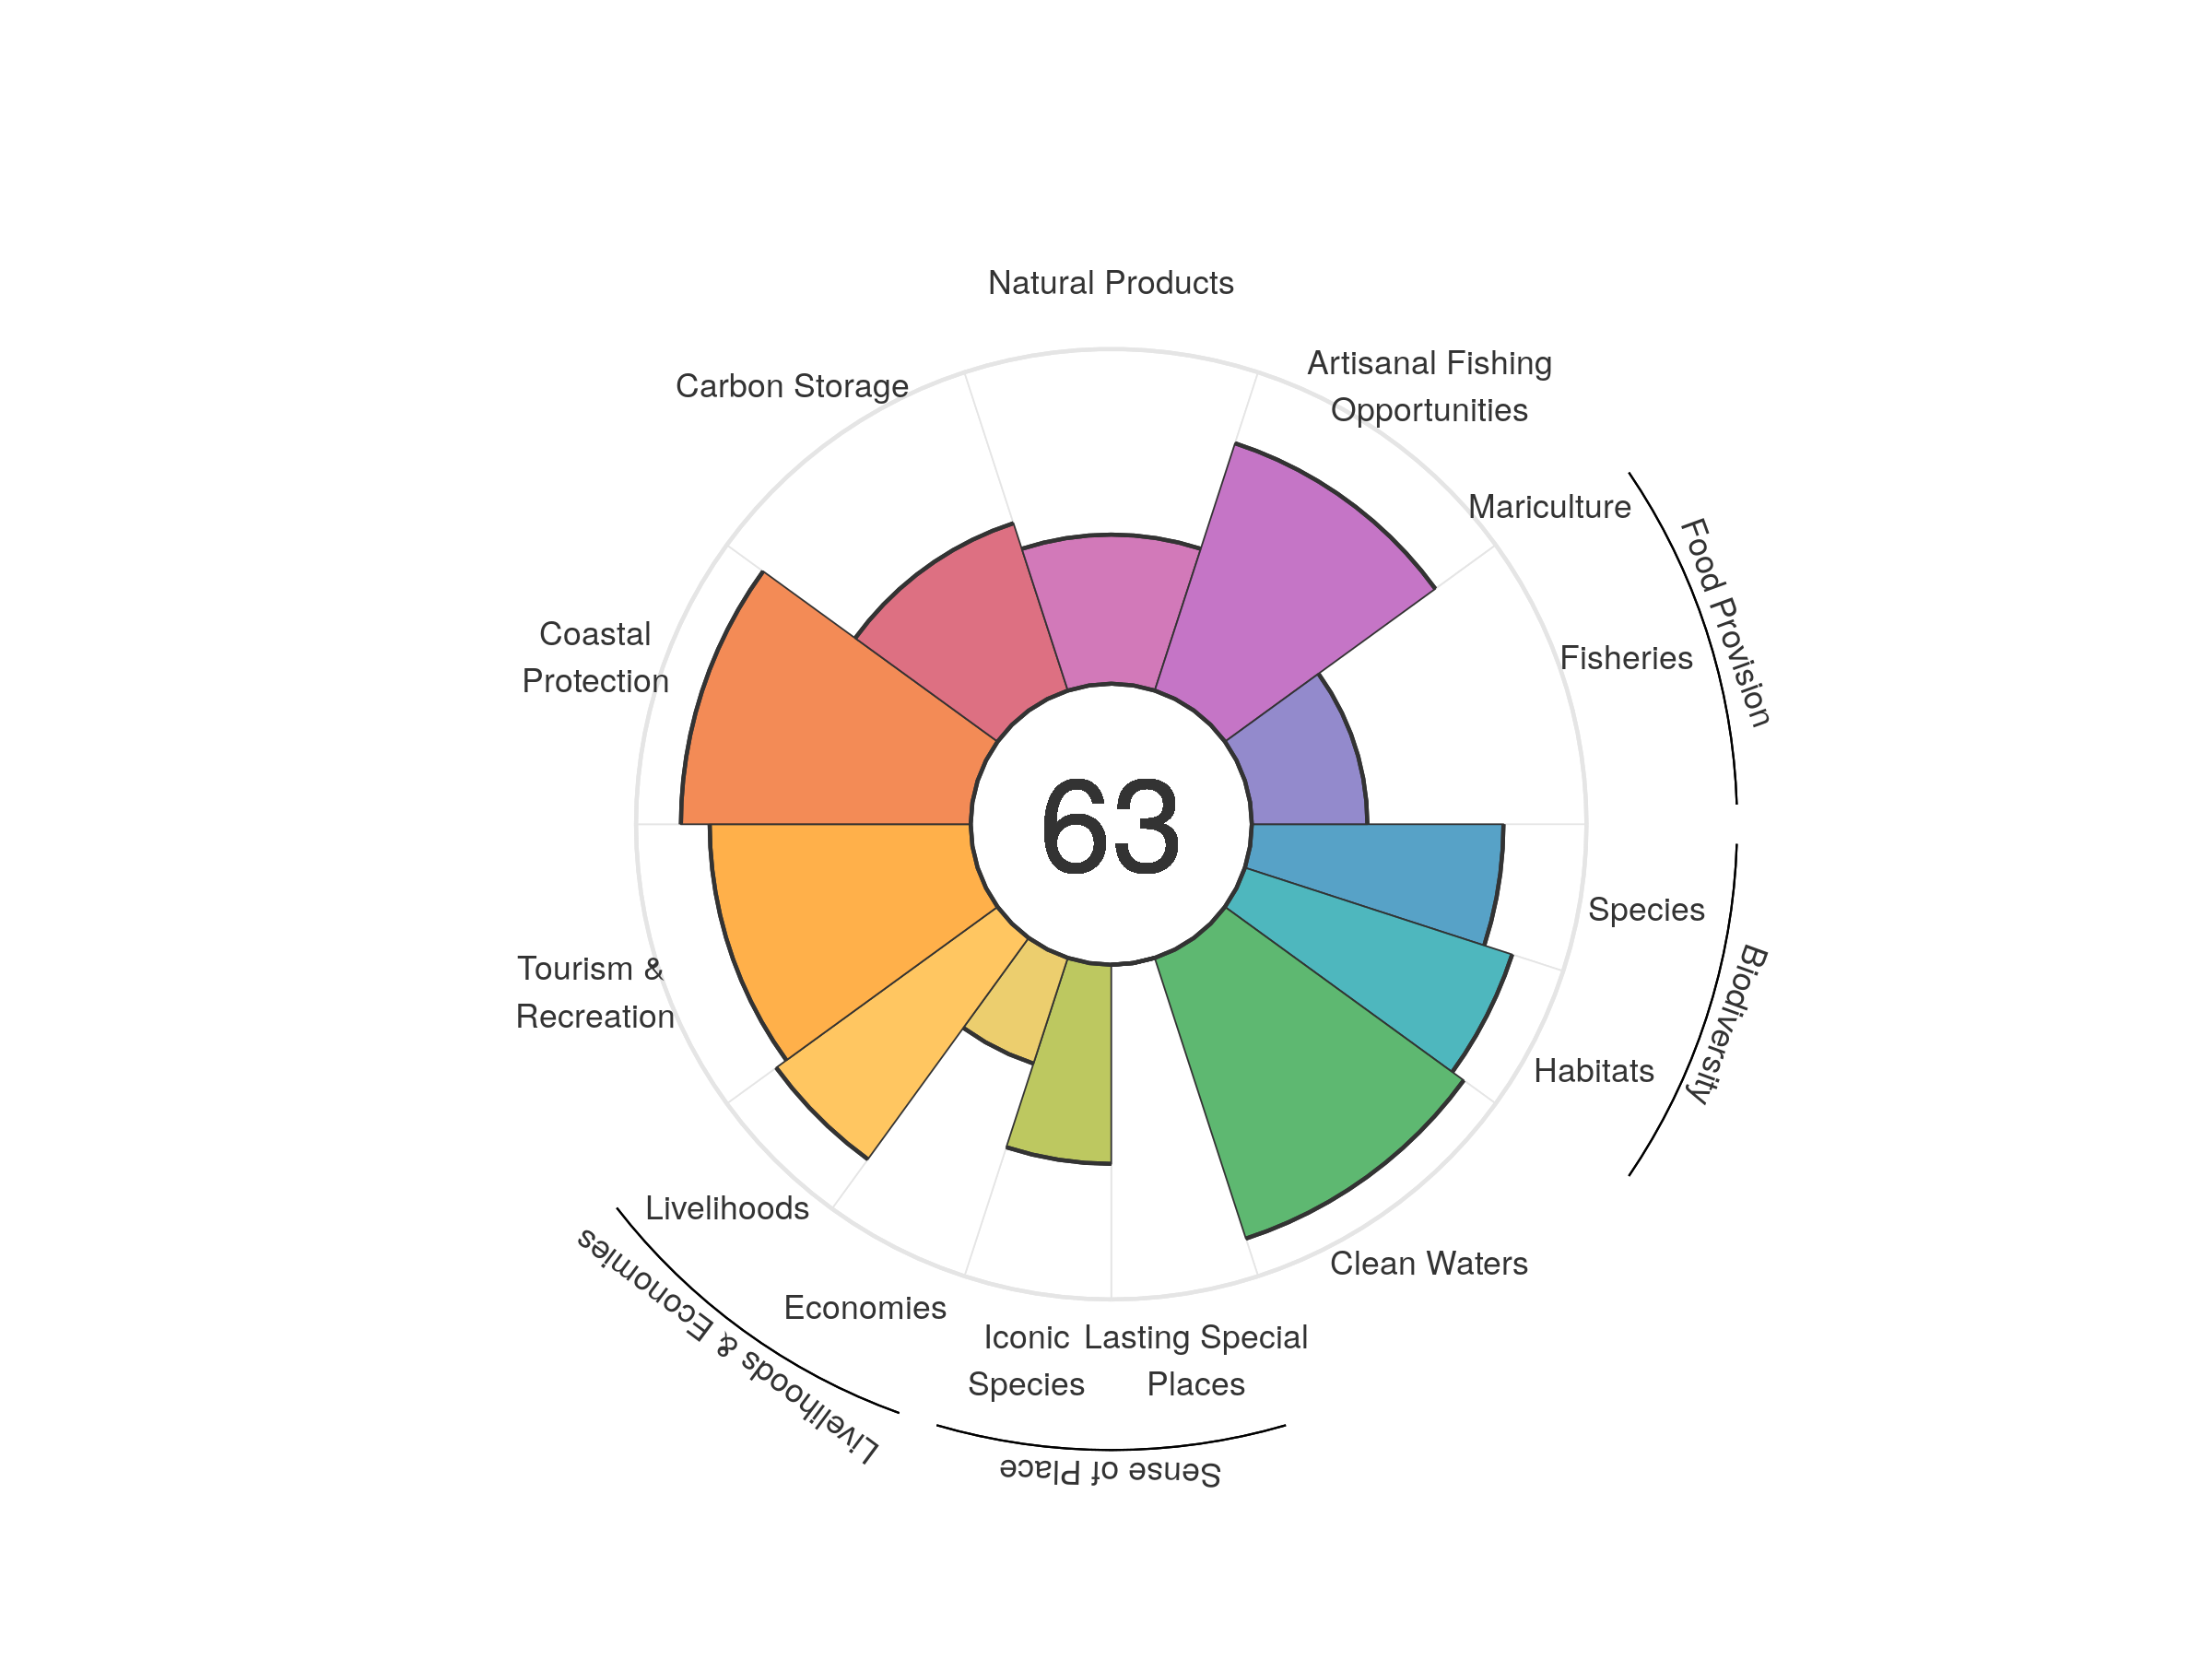 Natural Products
Artisanal Fishing
Opportunities
Carbon Storage
Mariculture
Food Provision
Fisheries
Coastal
Protection
63
Species
Biodiversity
Habitats
Tourism &
Recreation
Livelihoods
Clean Waters
Economies
Livelihoods & Economies
Iconic
Species
Lasting Special
Places
Sense of Place